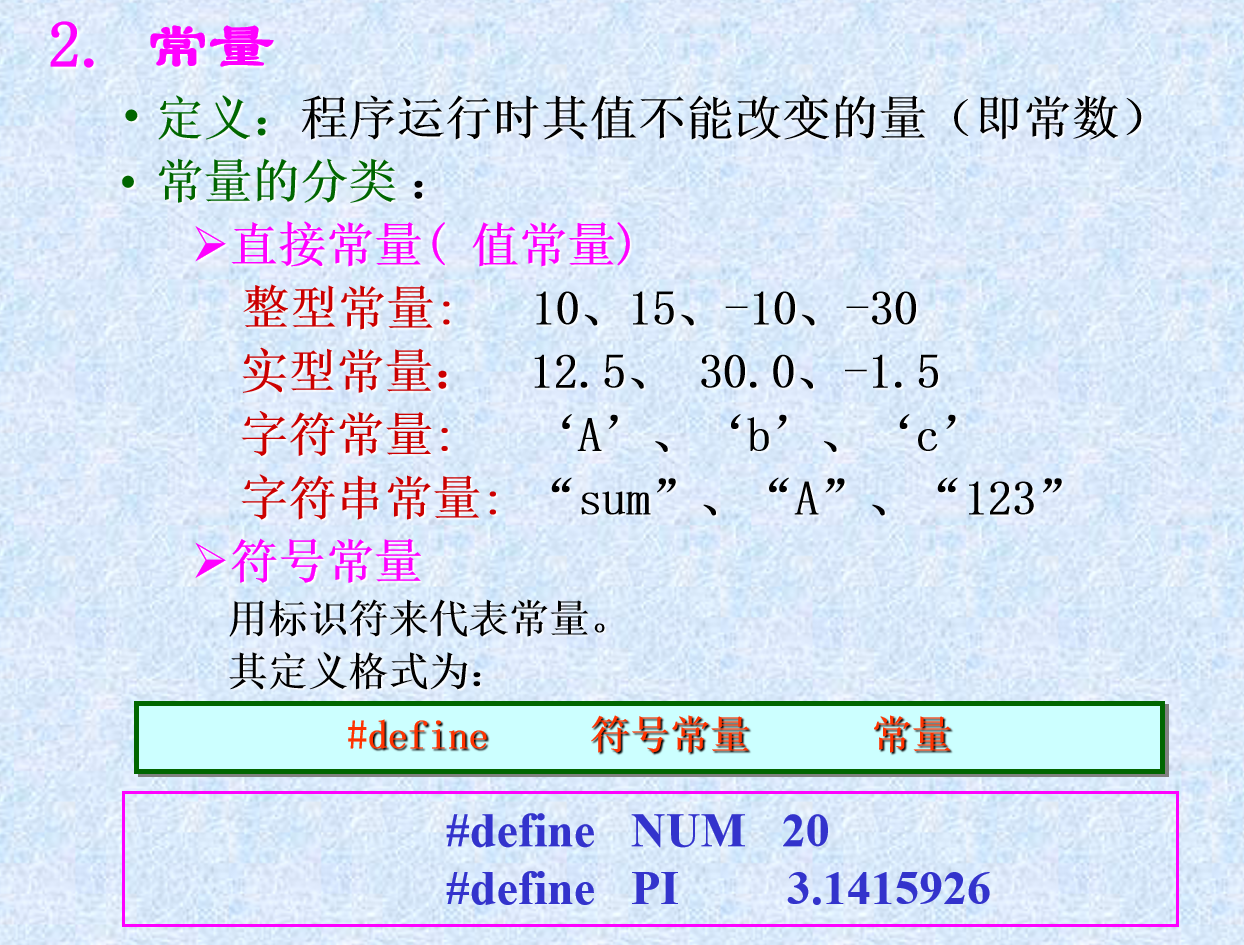 2. 常量
• 定义：程序运行时其值不能改变的量（即常数）
• 常量的分类 ：
➢直接常量( 值常量)
整型常量: 10、15、-10、-30
实型常量： 12.5、 30.0、-1.5
字符常量: ‘A’、‘b’、‘c’
字符串常量: “sum”、“A”、“123”
➢符号常量
用标识符来代表常量。
其定义格式为：
#define 符号常量 常量
#define NUM 20
#define PI 3.1415926